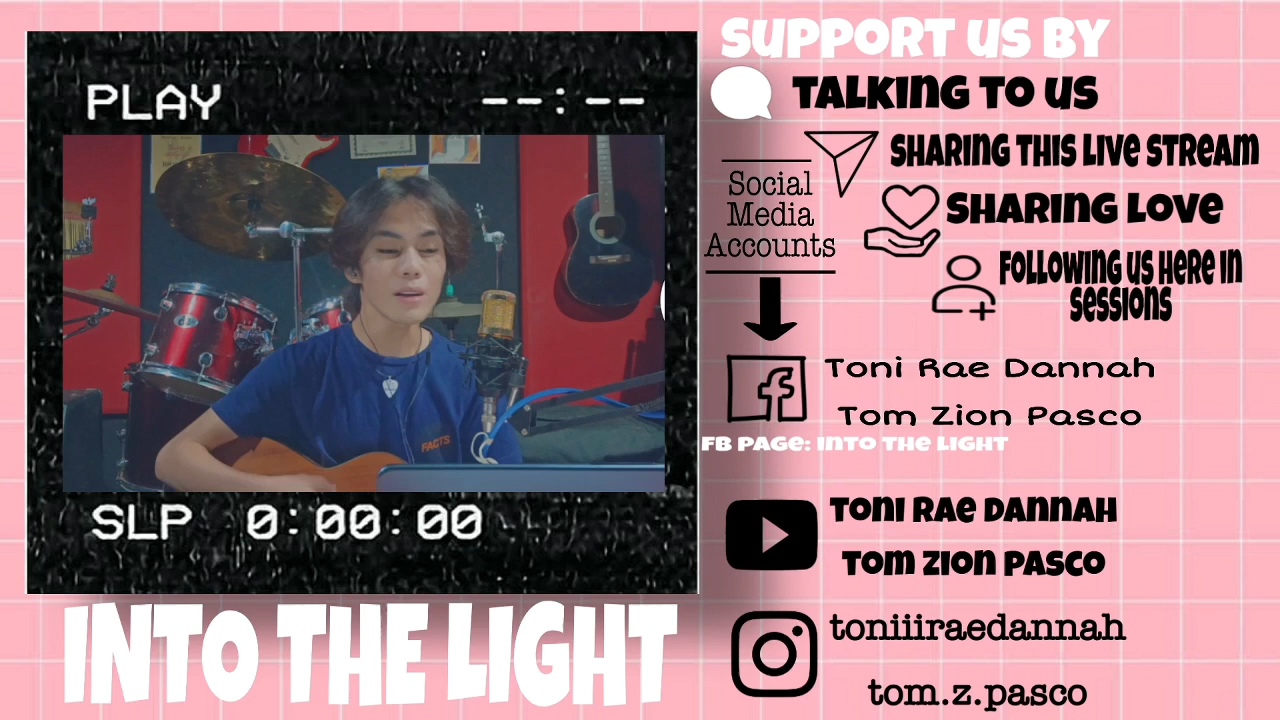 PLAY --:--
FACTS
SLP 0:00:00
INTO THE LIGHT
SUPPORT US BY
TALKING TO US
SHARING THIS LIVE STREAM
SHARING LOVE
FOLLOWING US HERE IN
SESSIONS
Social
Media
Accounts
Toni Rae Dannah
Tom Zion Pasco
FB PAGE: INTO THE LIGHT
TONI RAE DANNAH
TOM ZION PASCO
toniiiraedannah
tom.z.pasco